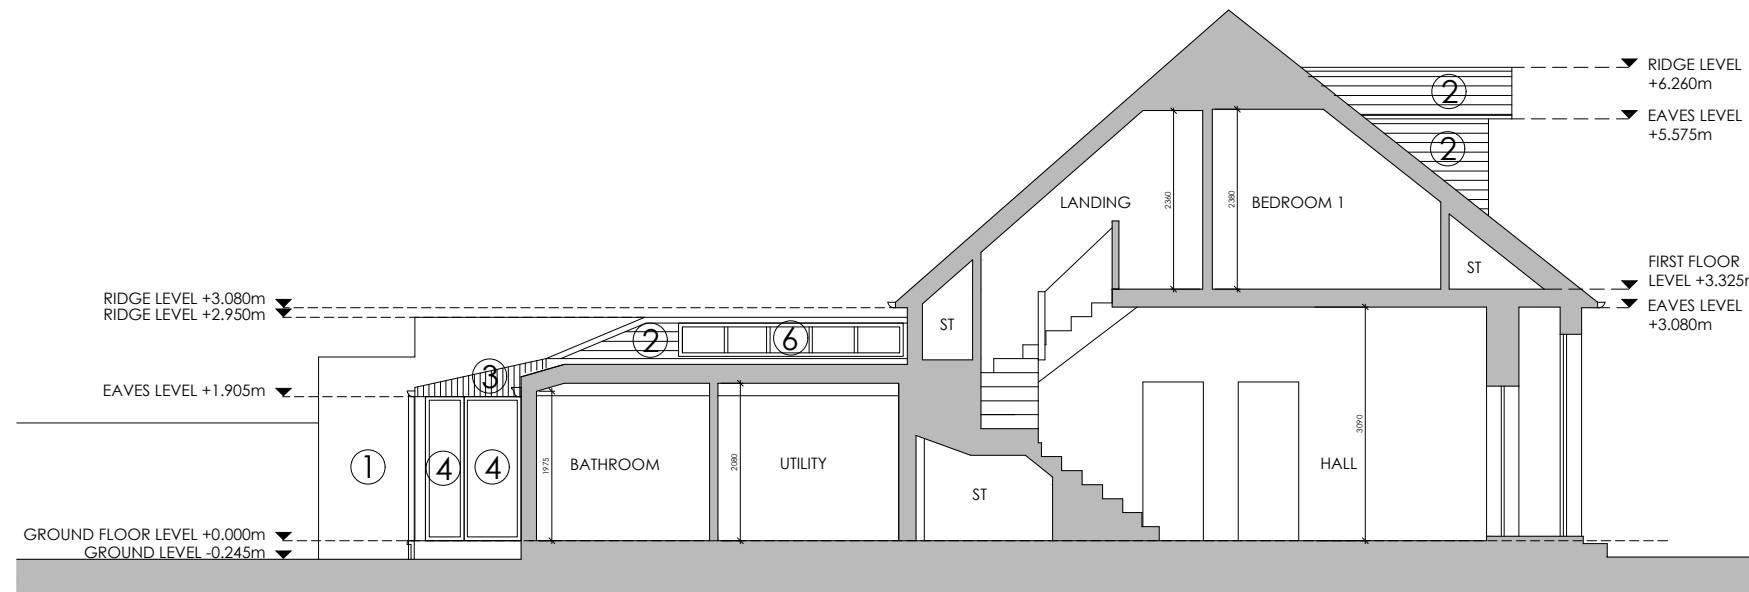 RIDGE LEVEL
+6.260m
2
EAVES LEVEL
+5.575m
2
LANDING
2360
2380
BEDROOM 1
FIRST FLOOR
LEVEL +3.325m
ST
RIDGE LEVEL +3.080m
RIDGE LEVEL +2.950m
EAVES LEVEL
+3.080m
ST
2
6
3
EAVES LEVEL +1.905m
1
4
4
1975
BATHROOM
2080
UTILITY
ST
3090
HALL
GROUND FLOOR LEVEL +0.000m
GROUND LEVEL -0.245m